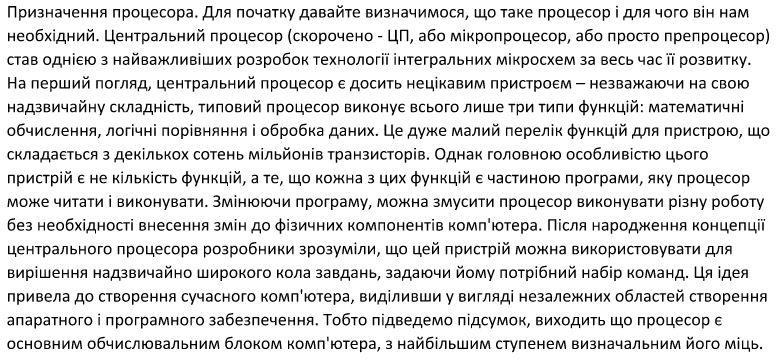 Призначення процесора. Для початку давайте визначимося, що таке процесор і для чого він нам
необхідний. Центральний процесор (скорочено - ЦП, або мікропроцесор, або просто препроцесор)
став однією з найважливіших розробок технології інтегральних мікросхем за весь час її розвитку.
На перший погляд, центральний процесор є досить нецікавим пристроєм – незважаючи на свою
надзвичайну складність, типовий процесор виконує всього лише три типи функцій: математичні
обчислення, логічні порівняння і обробка даних. Це дуже малий перелік функцій для пристрою, що
складається з декількох сотень мільйонів транзисторів. Однак головною особливістю цього
пристрій є не кількість функцій, а те, що кожна з цих функцій є частиною програми, яку процесор
може читати і виконувати. Змінюючи програму, можна змусити процесор виконувати різну роботу
без необхідності внесення змін до фізичних компонентів комп'ютера. Після народження концепції
центрального процесора розробники зрозуміли, що цей пристрій можна використовувати для
вирішення надзвичайно широкого кола завдань, задаючи йому потрібний набір команд. Ця ідея
привела до створення сучасного комп'ютера, виділивши у вигляді незалежних областей створення
апаратного і програмного забезпечення. Тобто підведемо підсумок, виходить що процесор є
основним обчислювальним блоком комп'ютера, з найбільшим ступенем визначальним його міць.